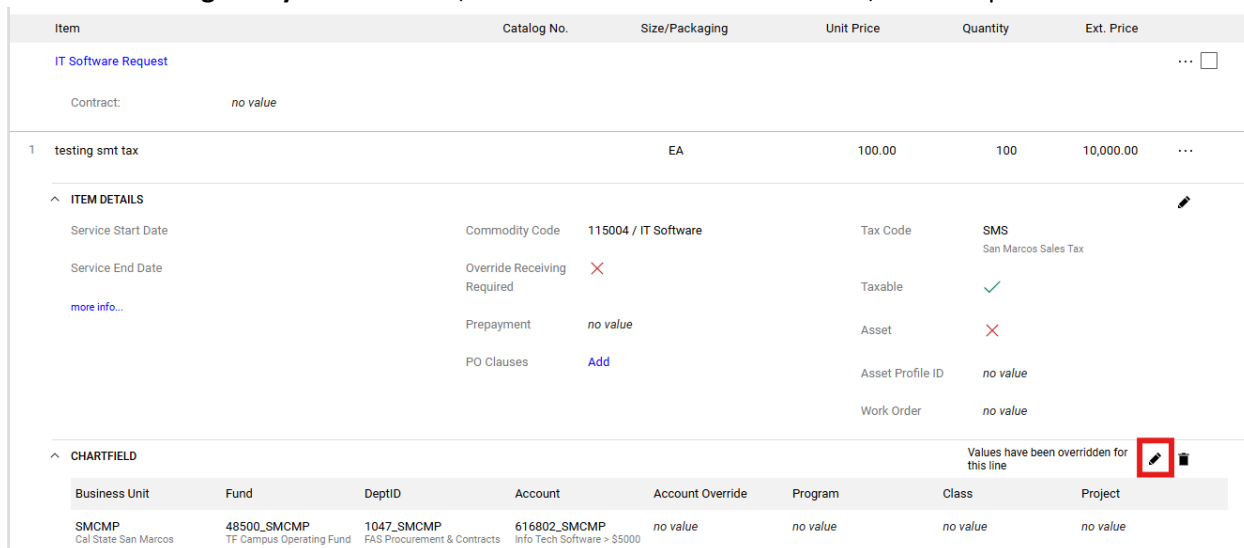 Item Catalog No. Size/Packaging Unit Price Quantity Ext. Price
IT Software Request ...
Contract: no value
1 testing smt tax EA 100.00 100 10,000.00 ...
ITEM DETAILS
Service Start Date Commodity Code 115004 / IT Software Tax Code SMS
San Marcos Sales Tax
Service End Date Override Receiving
Required
Taxable
more info...
Prepayment no value
Asset
PO Clauses Add
Asset Profile ID no value
Work Order no value
CHARTFIELD Values have been overridden for
this line
Business Unit Fund DeptID Account Account Override Program Class Project
SMCMP 48500_SMCMP 1047_SMCMP 616802_SMCMP no value no value no value no value
Cal State San Marcos TF Campus Operating Fund FAS Procurement & Contracts Info Tech Software > $5000